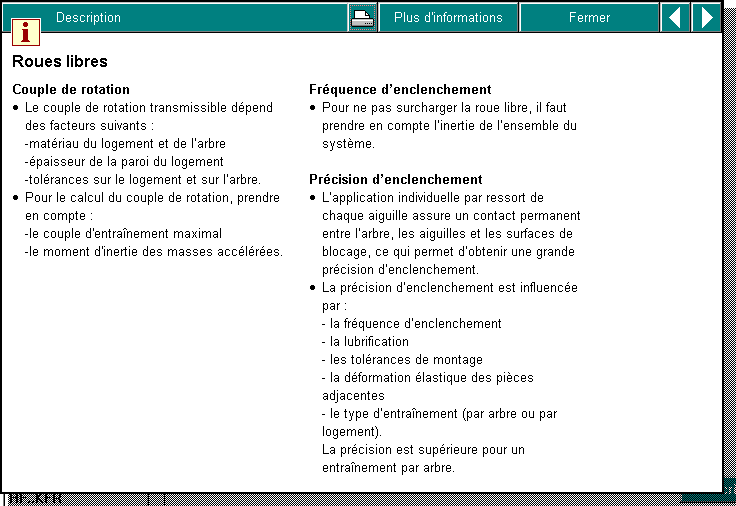 Description
Plus d'informations
Fermer
i
Roues libres
Couple de rotation
• Le couple de rotation transmissible dépend
des facteurs suivants :
-matériau du logement et de l'arbre
-épaisseur de la paroi du logement
-tolérances sur le logement et sur l'arbre.
• Pour le calcul du couple de rotation, prendre
en compte :
-le couple d'entraînement maximal
-le moment d'inertie des masses accélérées.
Fréquence d'enclenchement
• Pour ne pas surcharger la roue libre, il faut
prendre en compte l'inertie de l'ensemble du
système.
Précision d'enclenchement
• L'application individuelle par ressort de
chaque aiguille assure un contact permanent
entre l'arbre, les aiguilles et les surfaces de
blocage, ce qui permet d'obtenir une grande
précision d'enclenchement.
• La précision d'enclenchement est influencée
par :
- la fréquence d'enclenchement
- la lubrification
- les tolérances de montage
- la déformation élastique des pièces
adjacentes
- le type d'entraînement (par arbre ou par
logement).
La précision est supérieure pour un
entraînement par arbre.